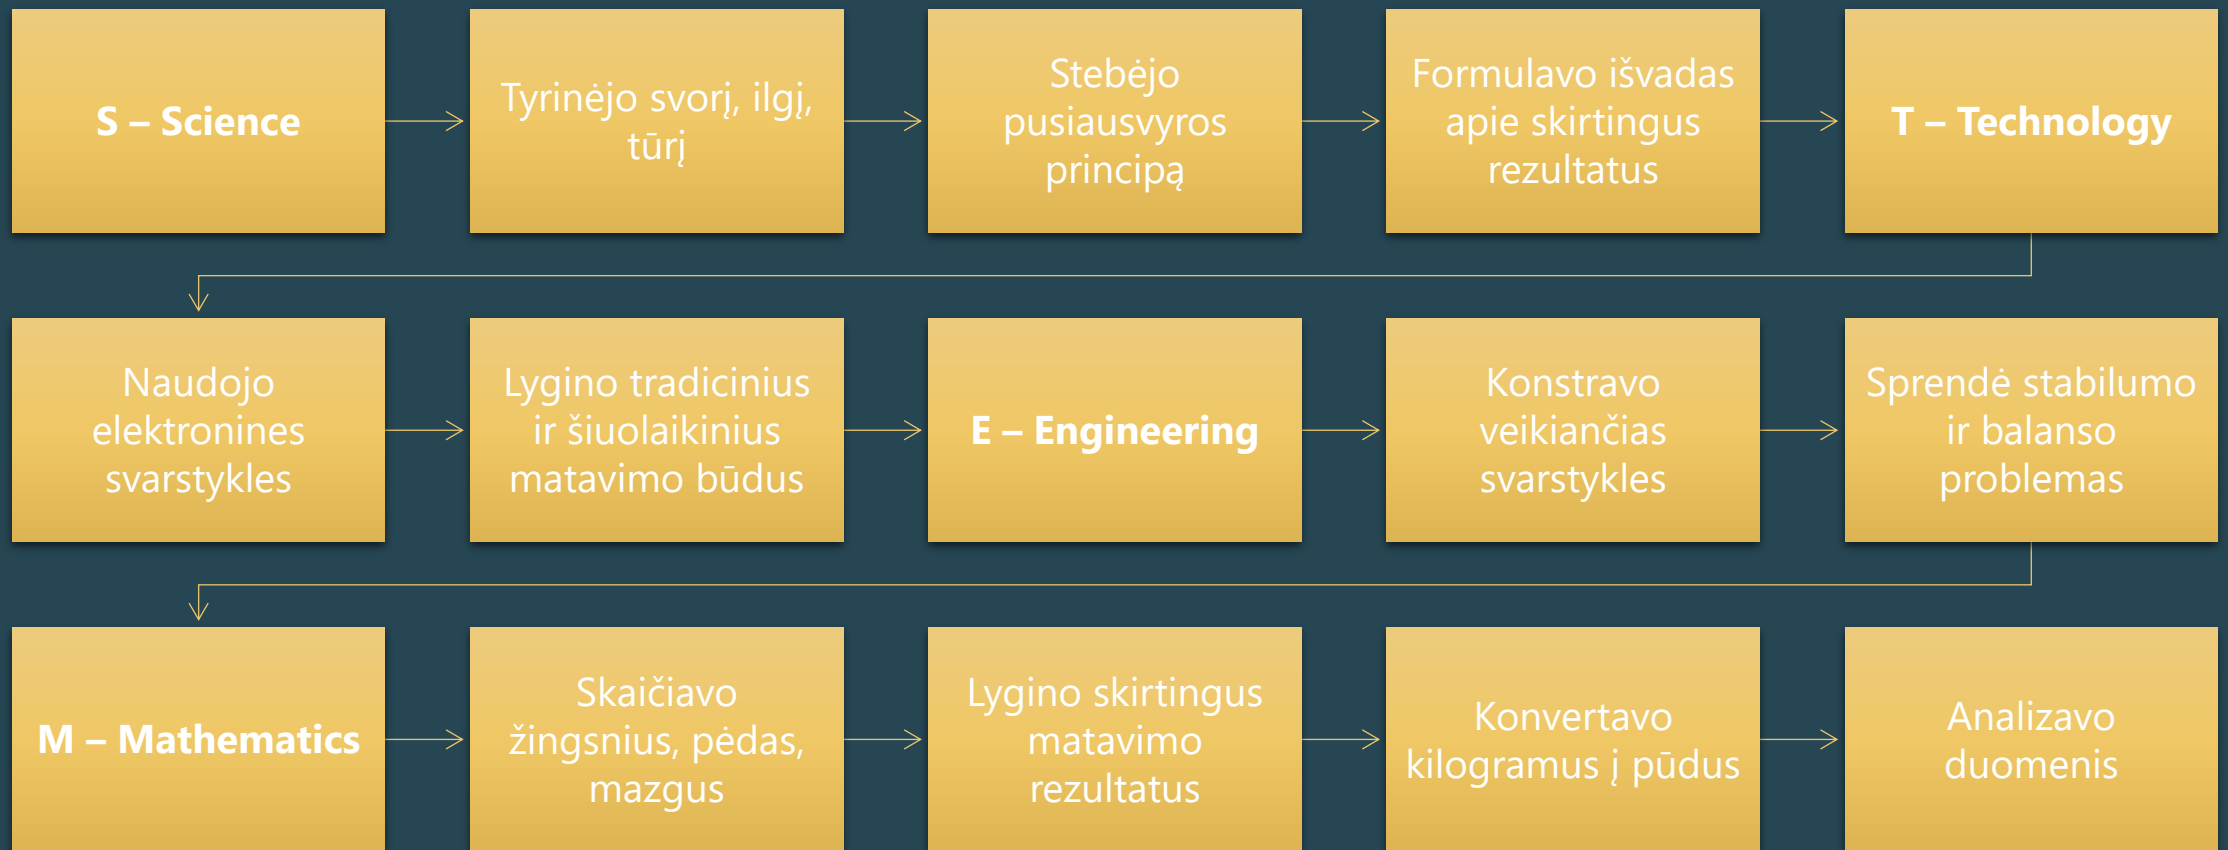 S – Science
Tyrinėjo svorį, ilgį,
tūrį
Stebėjo
pusiausvyros
principą
Formulavo išvadas
apie skirtingus
rezultatus
T – Technology
Naudojo
elektronines
svarstykles
Lygino tradicinius
ir šiuolaikinius
matavimo būdus
E – Engineering
Konstravo
veikiančias
svarstykles
Sprendė stabilumo
ir balanso
problemas
M – Mathematics
Skaičiavo
žingsnius, pėdas,
mazgus
Lygino skirtingus
matavimo
rezultatus
Konvertavo
kilogramus į pūdus
Analizavo
duomenis